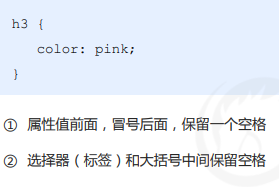 h3 {
color: pink;
}
① 属性值前面，冒号后面，保留一个空格
② 选择器（标签）和大括号中间保留空格